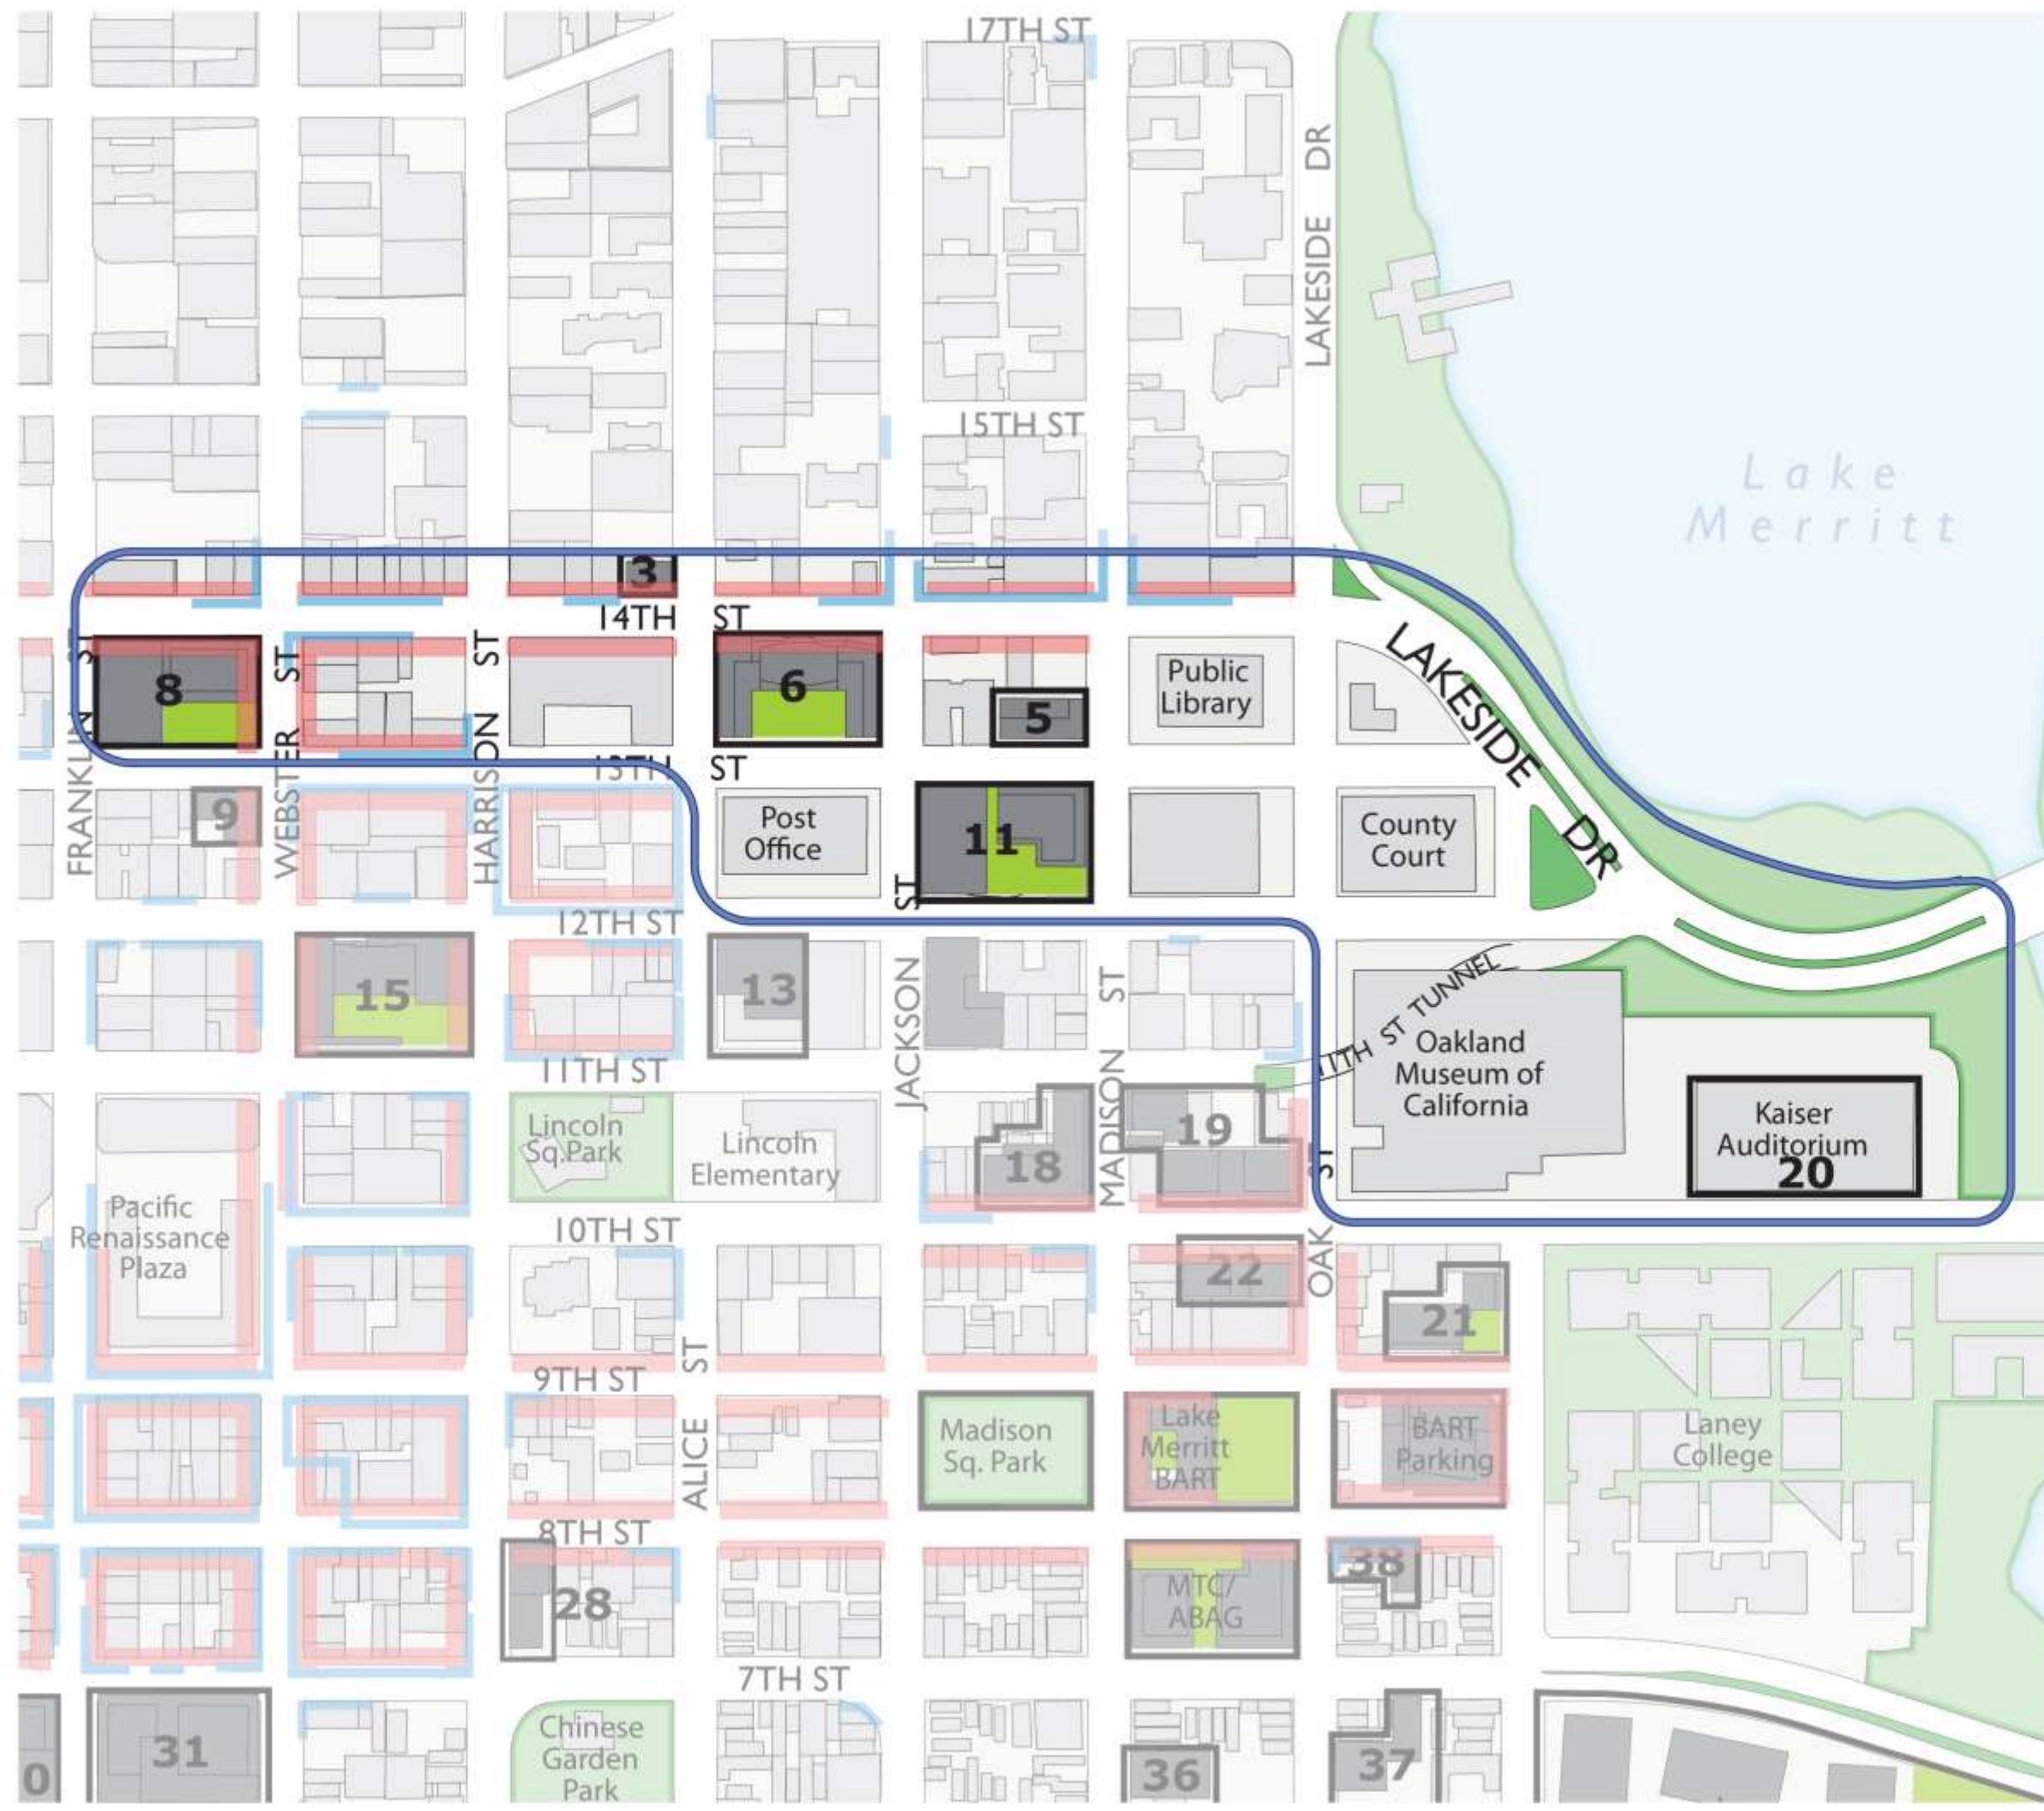 17TH ST
LAKESIDE DR
15TH ST
Lake
Merritt
3
14TH ST
LAKESIDE DR
FRANKLIN ST
8
WEBSTER ST
HARRISON ST
6
5
Public
Library
13TH ST
9
Post
Office
11
County
Court
JACKSON ST
12TH ST
15
13
MADISON ST
11TH ST TUNNEL
Oakland
Museum of
California
11TH ST
Kaiser
Auditorium
20
Lincoln
Sq.Park
Lincoln
Elementary
18
19
OAK ST
Pacific
Renaissance
Plaza
10TH ST
22
21
9TH ST
ALICE ST
Madison
Sq. Park
Lake
Merritt
BART
BART
Parking
Laney
College
8TH ST
28
MTC/
ABAG
38
7TH ST
0
31
Chinese
Garden
Park
36
37